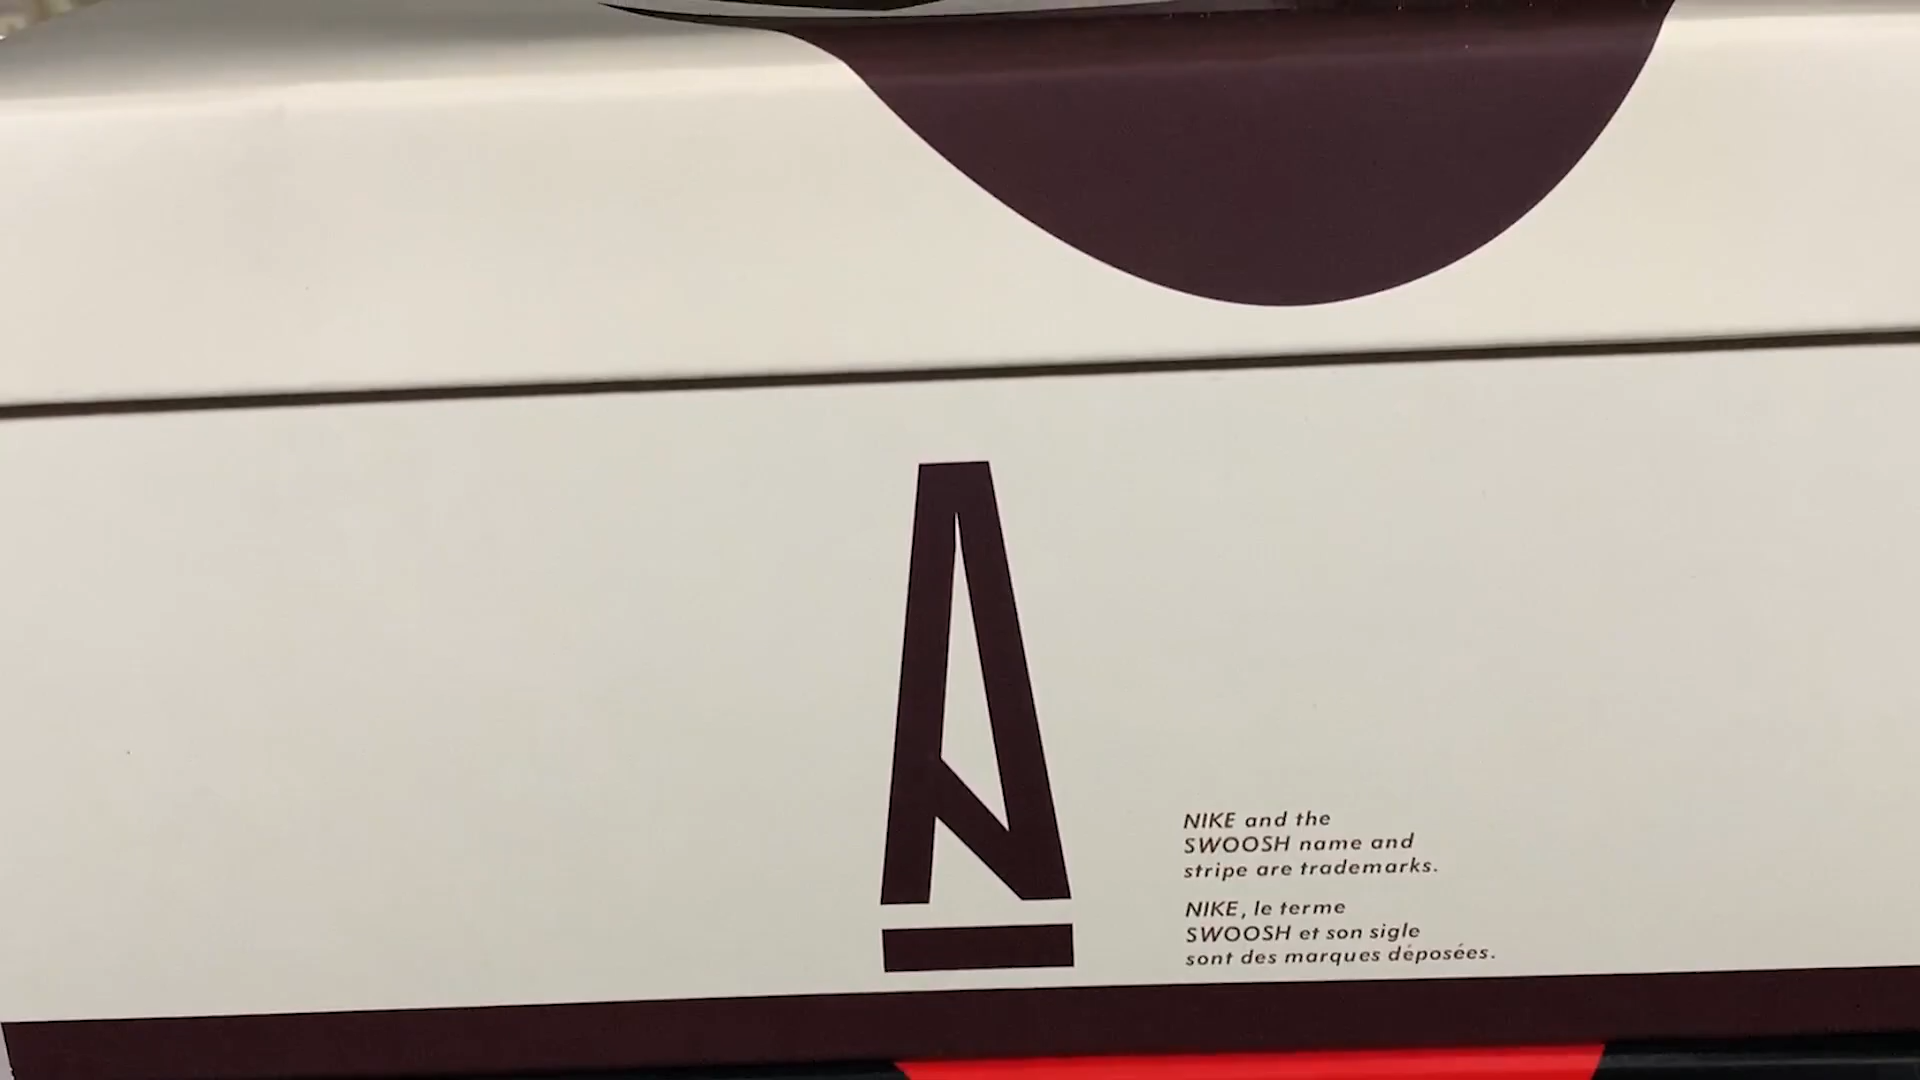 NIKE and the
SWOOSH name and
stripe are trademarks.
NIKE, le terme
SWOOSH et son sigle
sont des marques déposées.